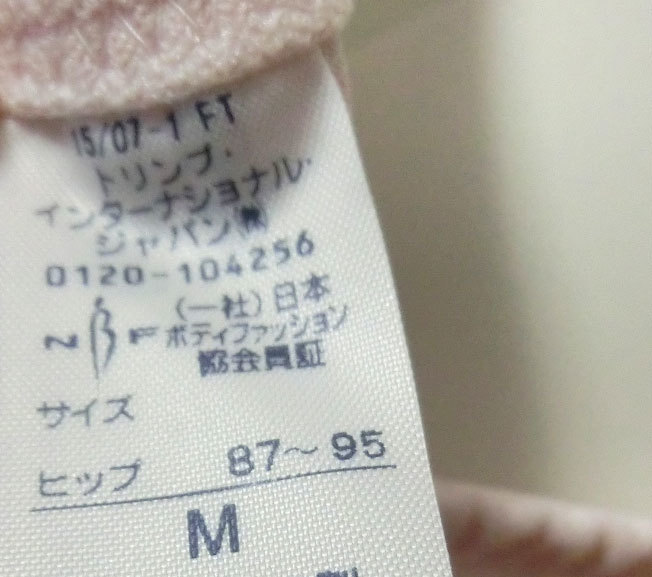 15/07-1 FT
トリンプ・
インターナショナル・
ジャパン㈱
0120-104256
NBF
(一社)日本
ボディファッション
協会員証
サイズ
ヒップ 87～95
M